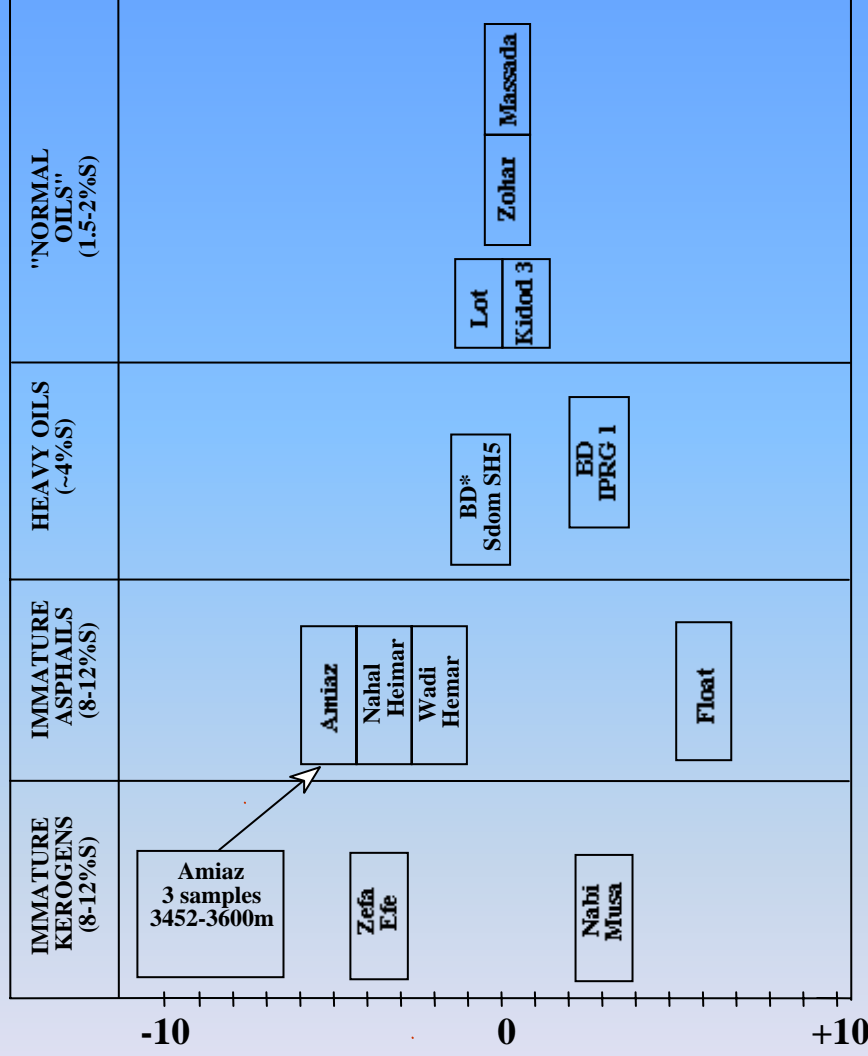 "NORMAL
OILS"
(1.5-2%S)
Massada
Zohar
Lot
Kidod 3
HEAVY OILS
(~4%S)
BD*
Sdom SH5
BD
IPRG 1
IMMATURE
ASPHAILS
(8-12%S)
Amiaz
Nahal
Heimar
Wadi
Hemar
Float
IMMATURE
KEROGENS
(8-12%S)
Amiaz
3 samples
3452-3600m
Zefa
Efe
Nabi
Musa
-10
0
+10